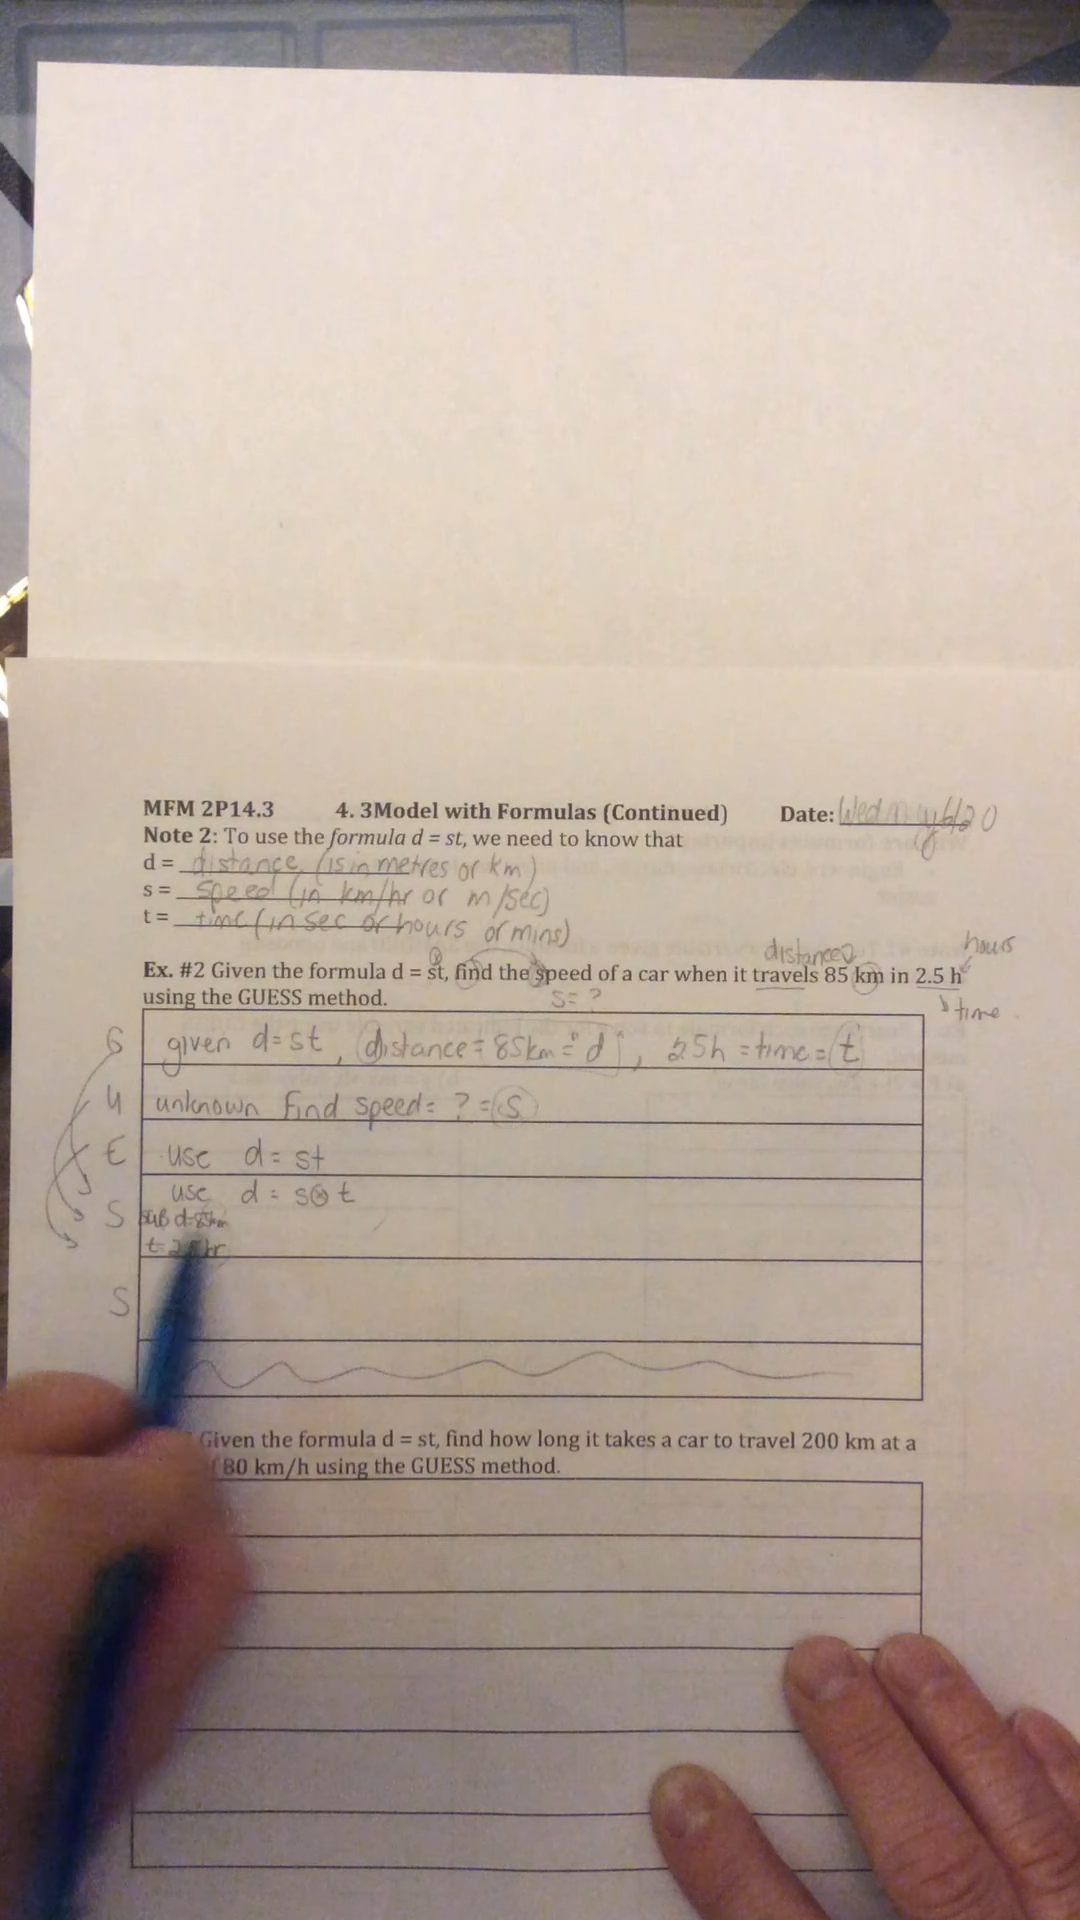 MFM 2P14.3 4. 3Model with Formulas (Continued) Date: Wed May 6/20
Note 2: To use the formula d = st, we need to know that
d = distance (is in metres or km)
s = speed (in km/hr or m/sec)
t = time (in sec or hours or mins)
distance hours
Ex. #2 Given the formula d = st, find the speed of a car when it travels 85 km in 2.5 h
using the GUESS method. s = ? time
G given d = st, distance = 85km = "d", 2.5h = time = t
U unknown find speed = ? = s
E use d = st
use d = s × t
S sub d=85km
t=2.5hr
S
Given the formula d = st, find how long it takes a car to travel 200 km at a
80 km/h using the GUESS method.